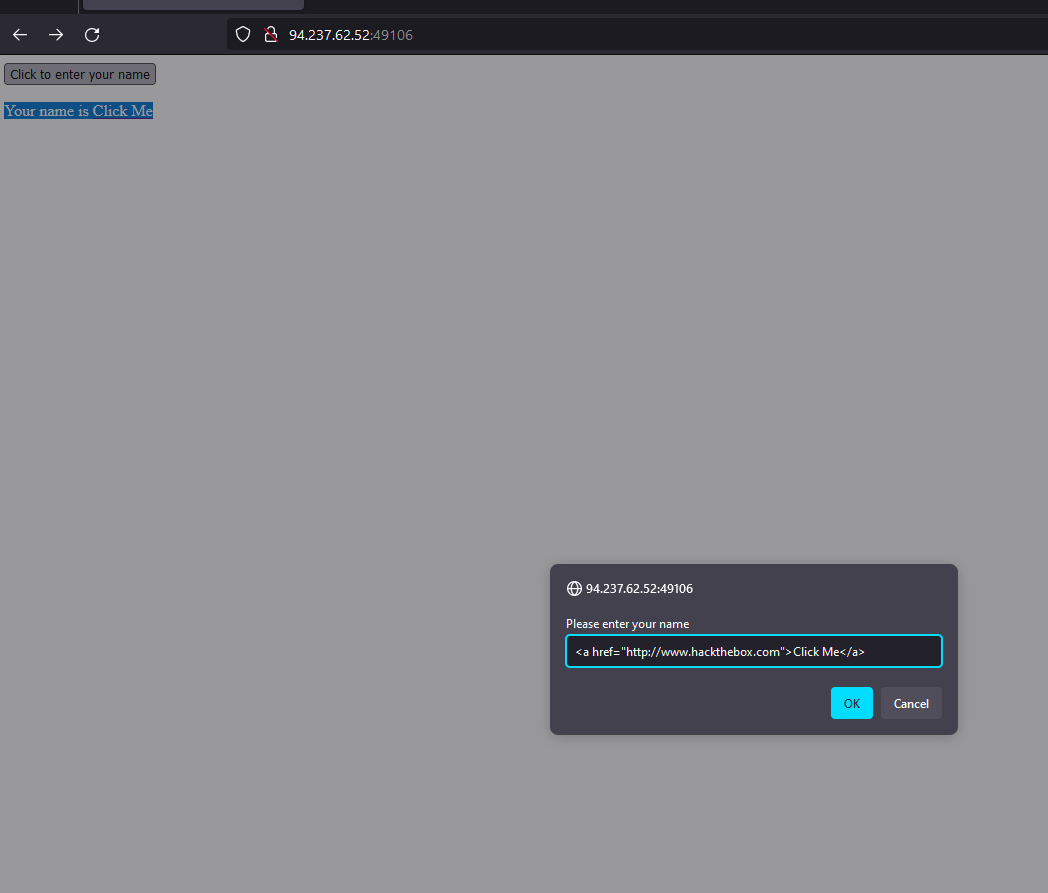 94.237.62.52:49106
Click to enter your name
Your name is Click Me
94.237.62.52:49106
Please enter your name
<a href="http://www.hackthebox.com">Click Me</a>
OK Cancel